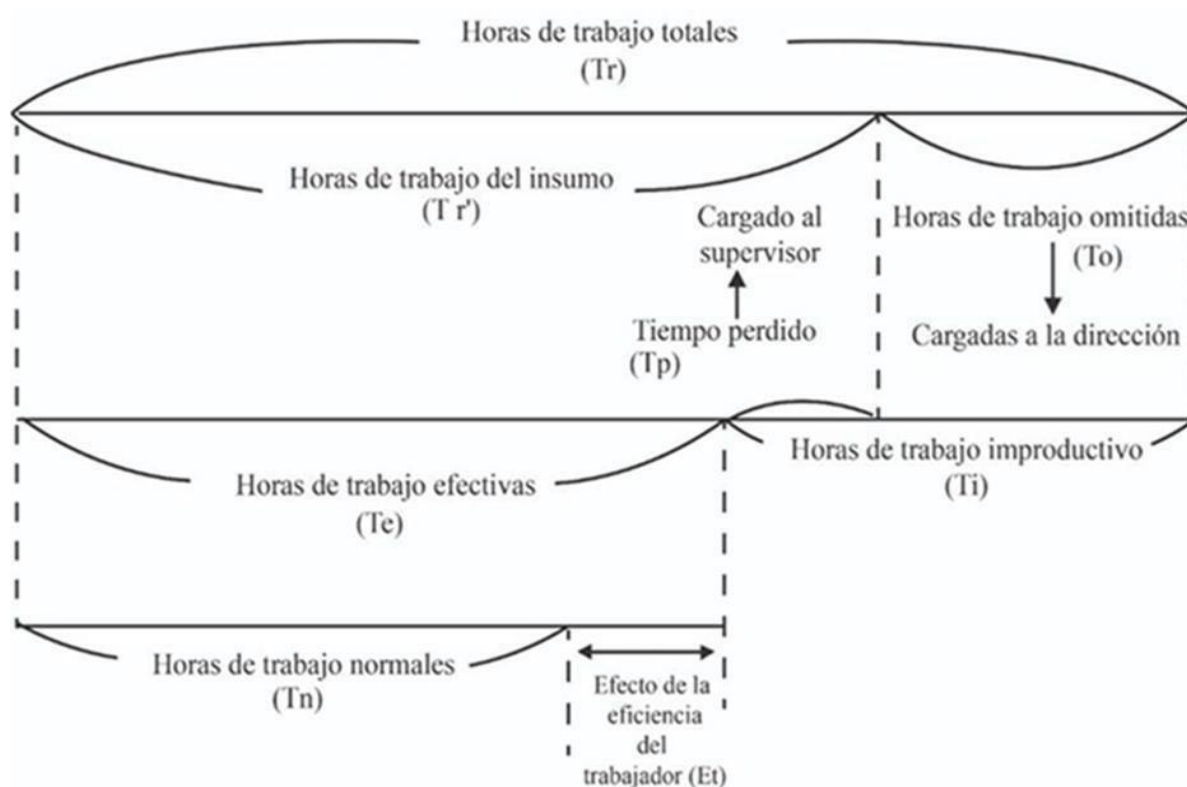 Horas de trabajo totales
(Tr)
Horas de trabajo del insumo
(T r')
Cargado al
supervisor
Horas de trabajo omitidas
(To)
Tiempo perdido
(Tp)
Cargadas a la dirección
Horas de trabajo efectivas
(Te)
Horas de trabajo improductivo
(Ti)
Horas de trabajo normales
(Tn)
Efecto de la
eficiencia
del
trabajador (Et)